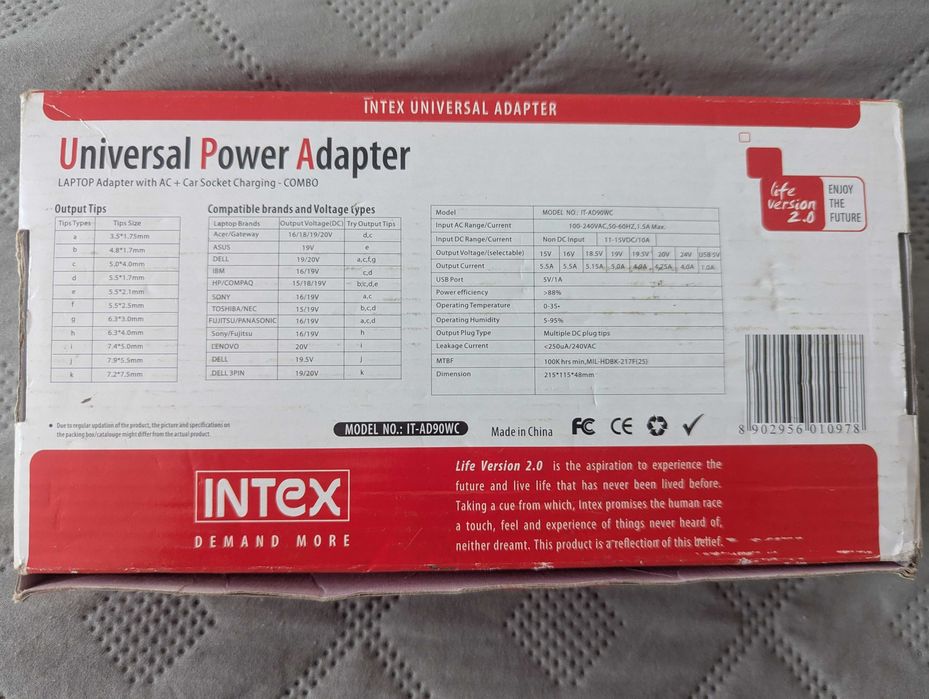 INTEX UNIVERSAL ADAPTER
Universal Power Adapter
LAPTOP Adapter with AC + Car Socket Charging - COMBO
life
version
2.0
ENJOY
THE
FUTURE
Output Tips
Tips Types Tips Size
a 3.5*1.75mm
b 4.8*1.7mm
c 5.0*4.0mm
d 5.5*1.7mm
e 5.5*2.1mm
f 5.5*2.5mm
g 6.3*3.0mm
h 6.3*4.0mm
i 7.4*5.0mm
j 7.9*5.5mm
k 7.2*7.5mm
Compatible brands and Voltage types
Laptop Brands Output Voltage(DC) Try Output Tips
Acer/Gateway 16/18/19/20V d,c
ASUS 19V e
DELL 19/20V a,c,f,g
IBM 16/19V c,d
HP/COMPAQ 15/18/19V b,c,d,e
SONY 16/19V a,c
TOSHIBA/NEC 15/19V b,c,d
FUJITSU/PANASONIC 16/19V a,c,d
Sony/Fujitsu 16/19V h
LENOVO 20V i
DELL 19.5V j
DELL 3PIN 19/20V k
Model MODEL NO.: IT-AD90WC
Input AC Range/Current 100-240VAC,50-60HZ,1.5A Max.
Input DC Range/Current Non DC Input 11-15VDC/10A
Output Voltage/(selectable) 15V 16V 18.5V 19V 19.5V 20V 24V USB 5V
Output Current 5.5A 5.5A 5.15A 5.0A 4.9A 4.75A 4.0A 1.0A
USB Port 5V/1A
Power efficiency >88%
Operating Temperature 0-35-
Operating Humidity 5-95%
Output Plug Type Multiple DC plug tips
Leakage Current <250uA/240VAC
MTBF 100K hrs min,MIL-HDBK-217F(25)
Dimension 215*115*48mm
• Due to regular updation of the product, the picture and specifications on
the packing box/catalouge might differ from the actual product.
MODEL NO.: IT-AD90WC
Made in China FC CE
8 902956 010978
INTEX
DEMAND MORE
Life Version 2.0 is the aspiration to experience the
future and live life that has never been lived before.
Taking a cue from which, Intex promises the human race
a touch, feel and experience of things never heard of,
neither dreamt. This product is a reflection of this belief.